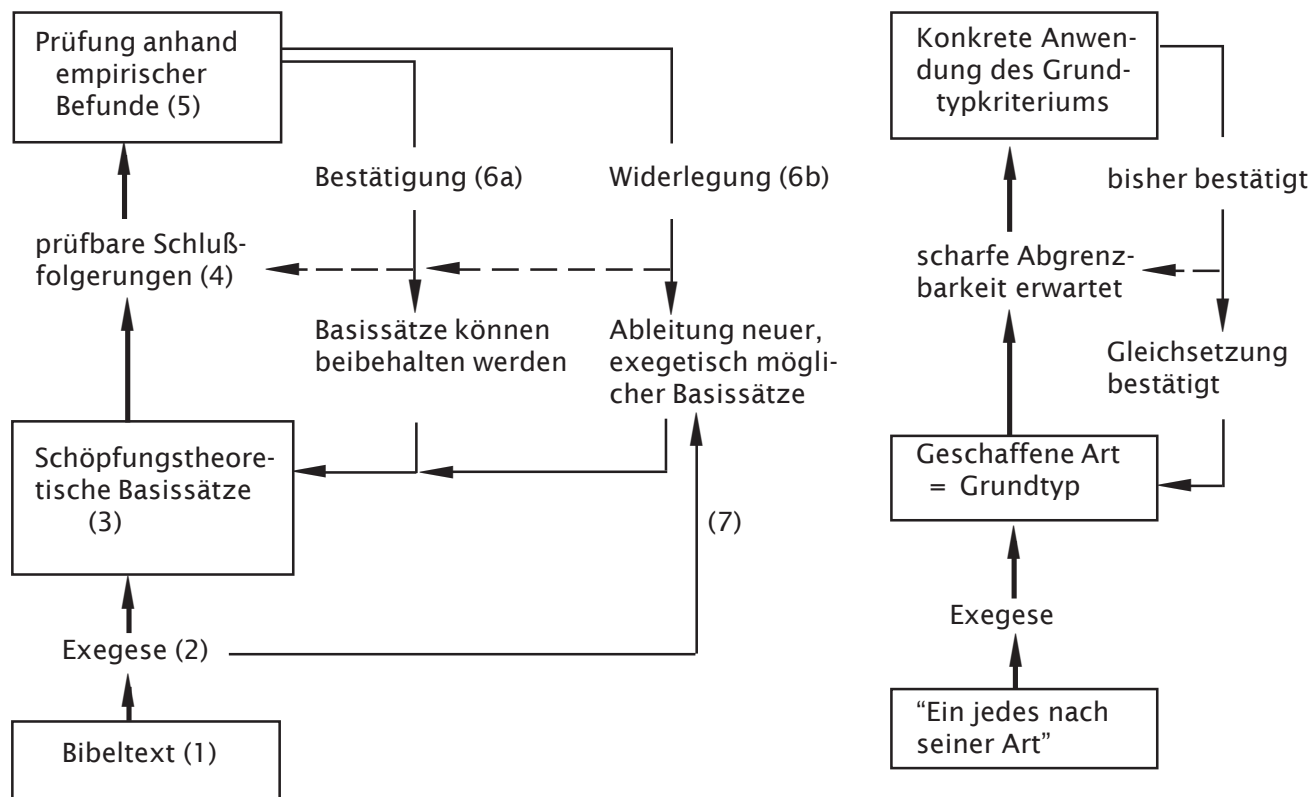 Prüfung anhand
empirischer
Befunde (5)
Bestätigung (6a)
Widerlegung (6b)
prüfbare Schluß-
folgerungen (4)
Basissätze können
beibehalten werden
Ableitung neuer,
exegetisch mögli-
cher Basissätze
Schöpfungstheore-
tische Basissätze
(3)
(7)
Exegese (2)
Bibeltext (1)
Konkrete Anwen-
dung des Grund-
typkriteriums
bisher bestätigt
scharfe Abgrenz-
barkeit erwartet
Gleichsetzung
bestätigt
Geschaffene Art
= Grundtyp
Exegese
“Ein jedes nach
seiner Art”